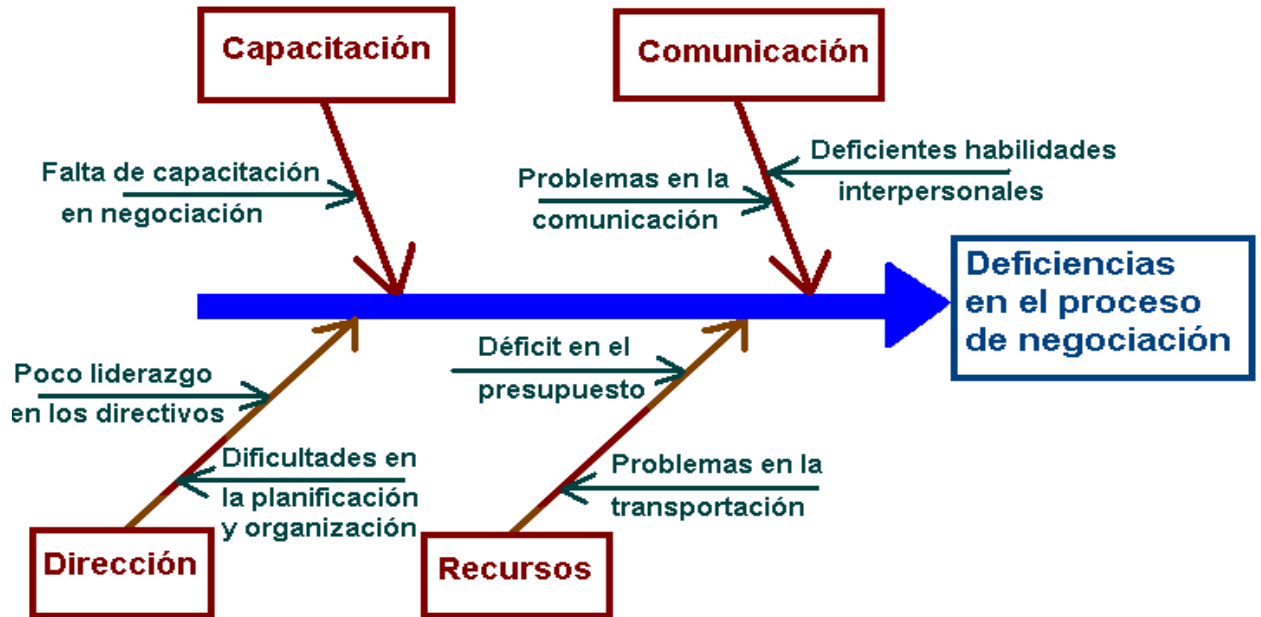 Capacitación
Comunicación
Falta de capacitación
en negociación
Problemas en la
comunicación
Deficientes habilidades
interpersonales
Deficiencias
en el proceso
de negociación
Poco liderazgo
en los directivos
Dificultades en
la planificación
y organización
Déficit en el
presupuesto
Problemas en la
transportación
Dirección
Recursos